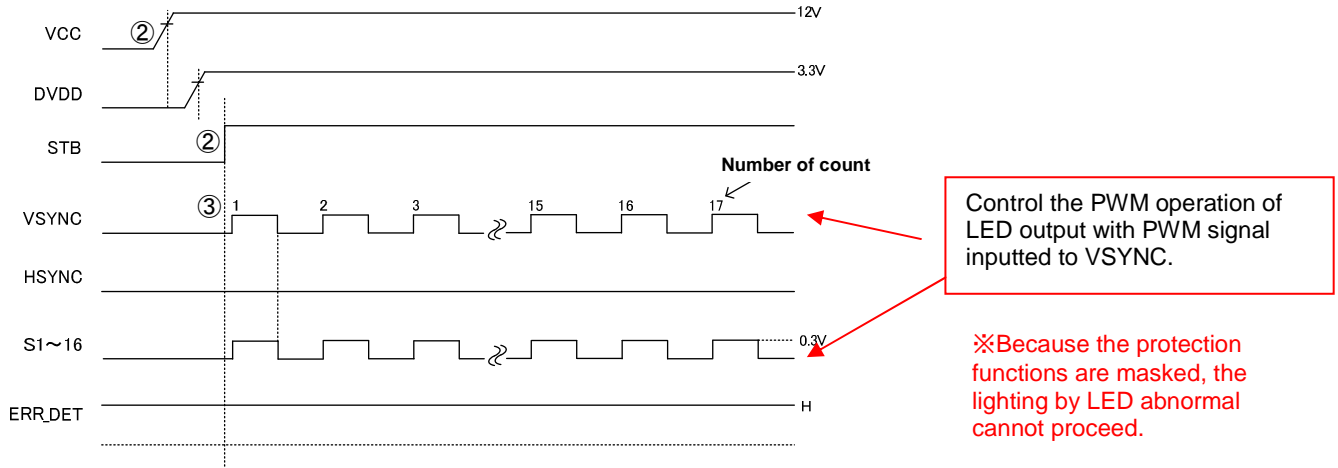 12V
VCC ②
3.3V
DVDD
STB ②
Number of count
VSYNC ③ 1 2 3 15 16 17
HSYNC
S1～16
0.3V
ERR_DET
H
Control the PWM operation of
LED output with PWM signal
inputted to VSYNC.
※Because the protection
functions are masked, the
lighting by LED abnormal
cannot proceed.